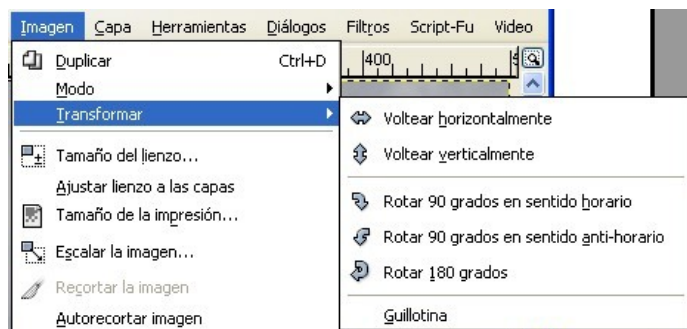 Imagen Capa Herramientas Diálogos Filtros Script-Fu Video
Duplicar Ctrl+D
400
Modo
Transformar
Voltear horizontalmente
Voltear verticalmente
Tamaño del lienzo...
Ajustar lienzo a las capas
Rotar 90 grados en sentido horario
Tamaño de la impresión...
Rotar 90 grados en sentido anti-horario
Escalar la imagen...
Rotar 180 grados
Recortar la imagen
Guillotina
Autorecortar imagen